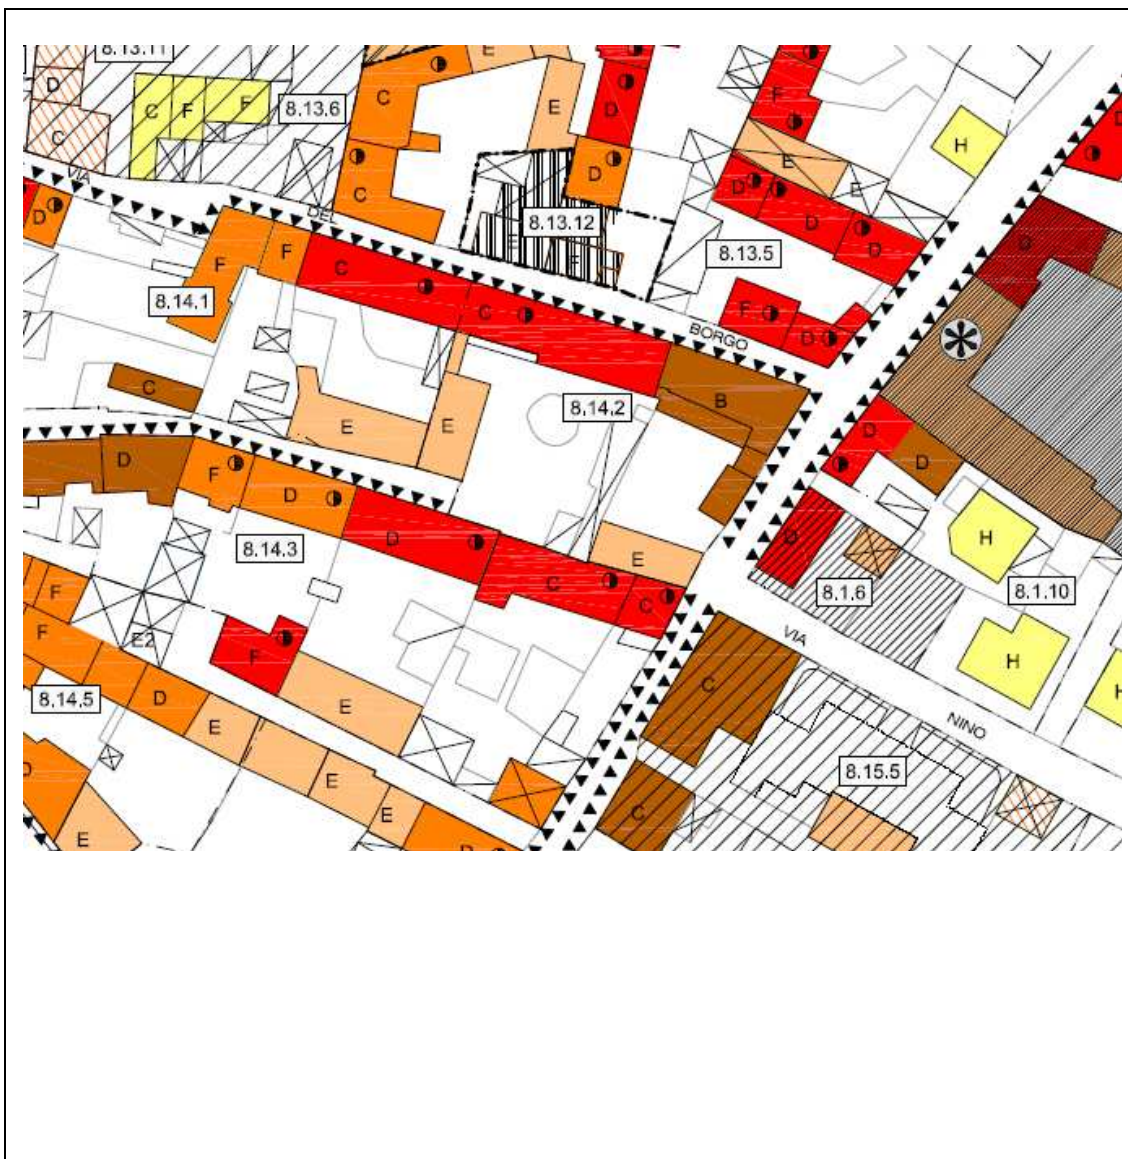 8.13.11
D
C
C
F
F
8.13.6
C
C
E
E
D
D
F
E
E
D
D
H
D
VIA
DEL
BORGO
8.13.12
F
F
8.13.5
D
D
F
D
8.14.1
F
F
C
C
B
8.14.2
D
C
E
E
D
D
H
D
F
D
D
8.14.3
E
C
C
D
8.1.6
8.1.10
H
H
VIA
NINO
F
F
E2
F
8.14.5
D
E
E
E
E
C
C
8.15.5
D
E
D